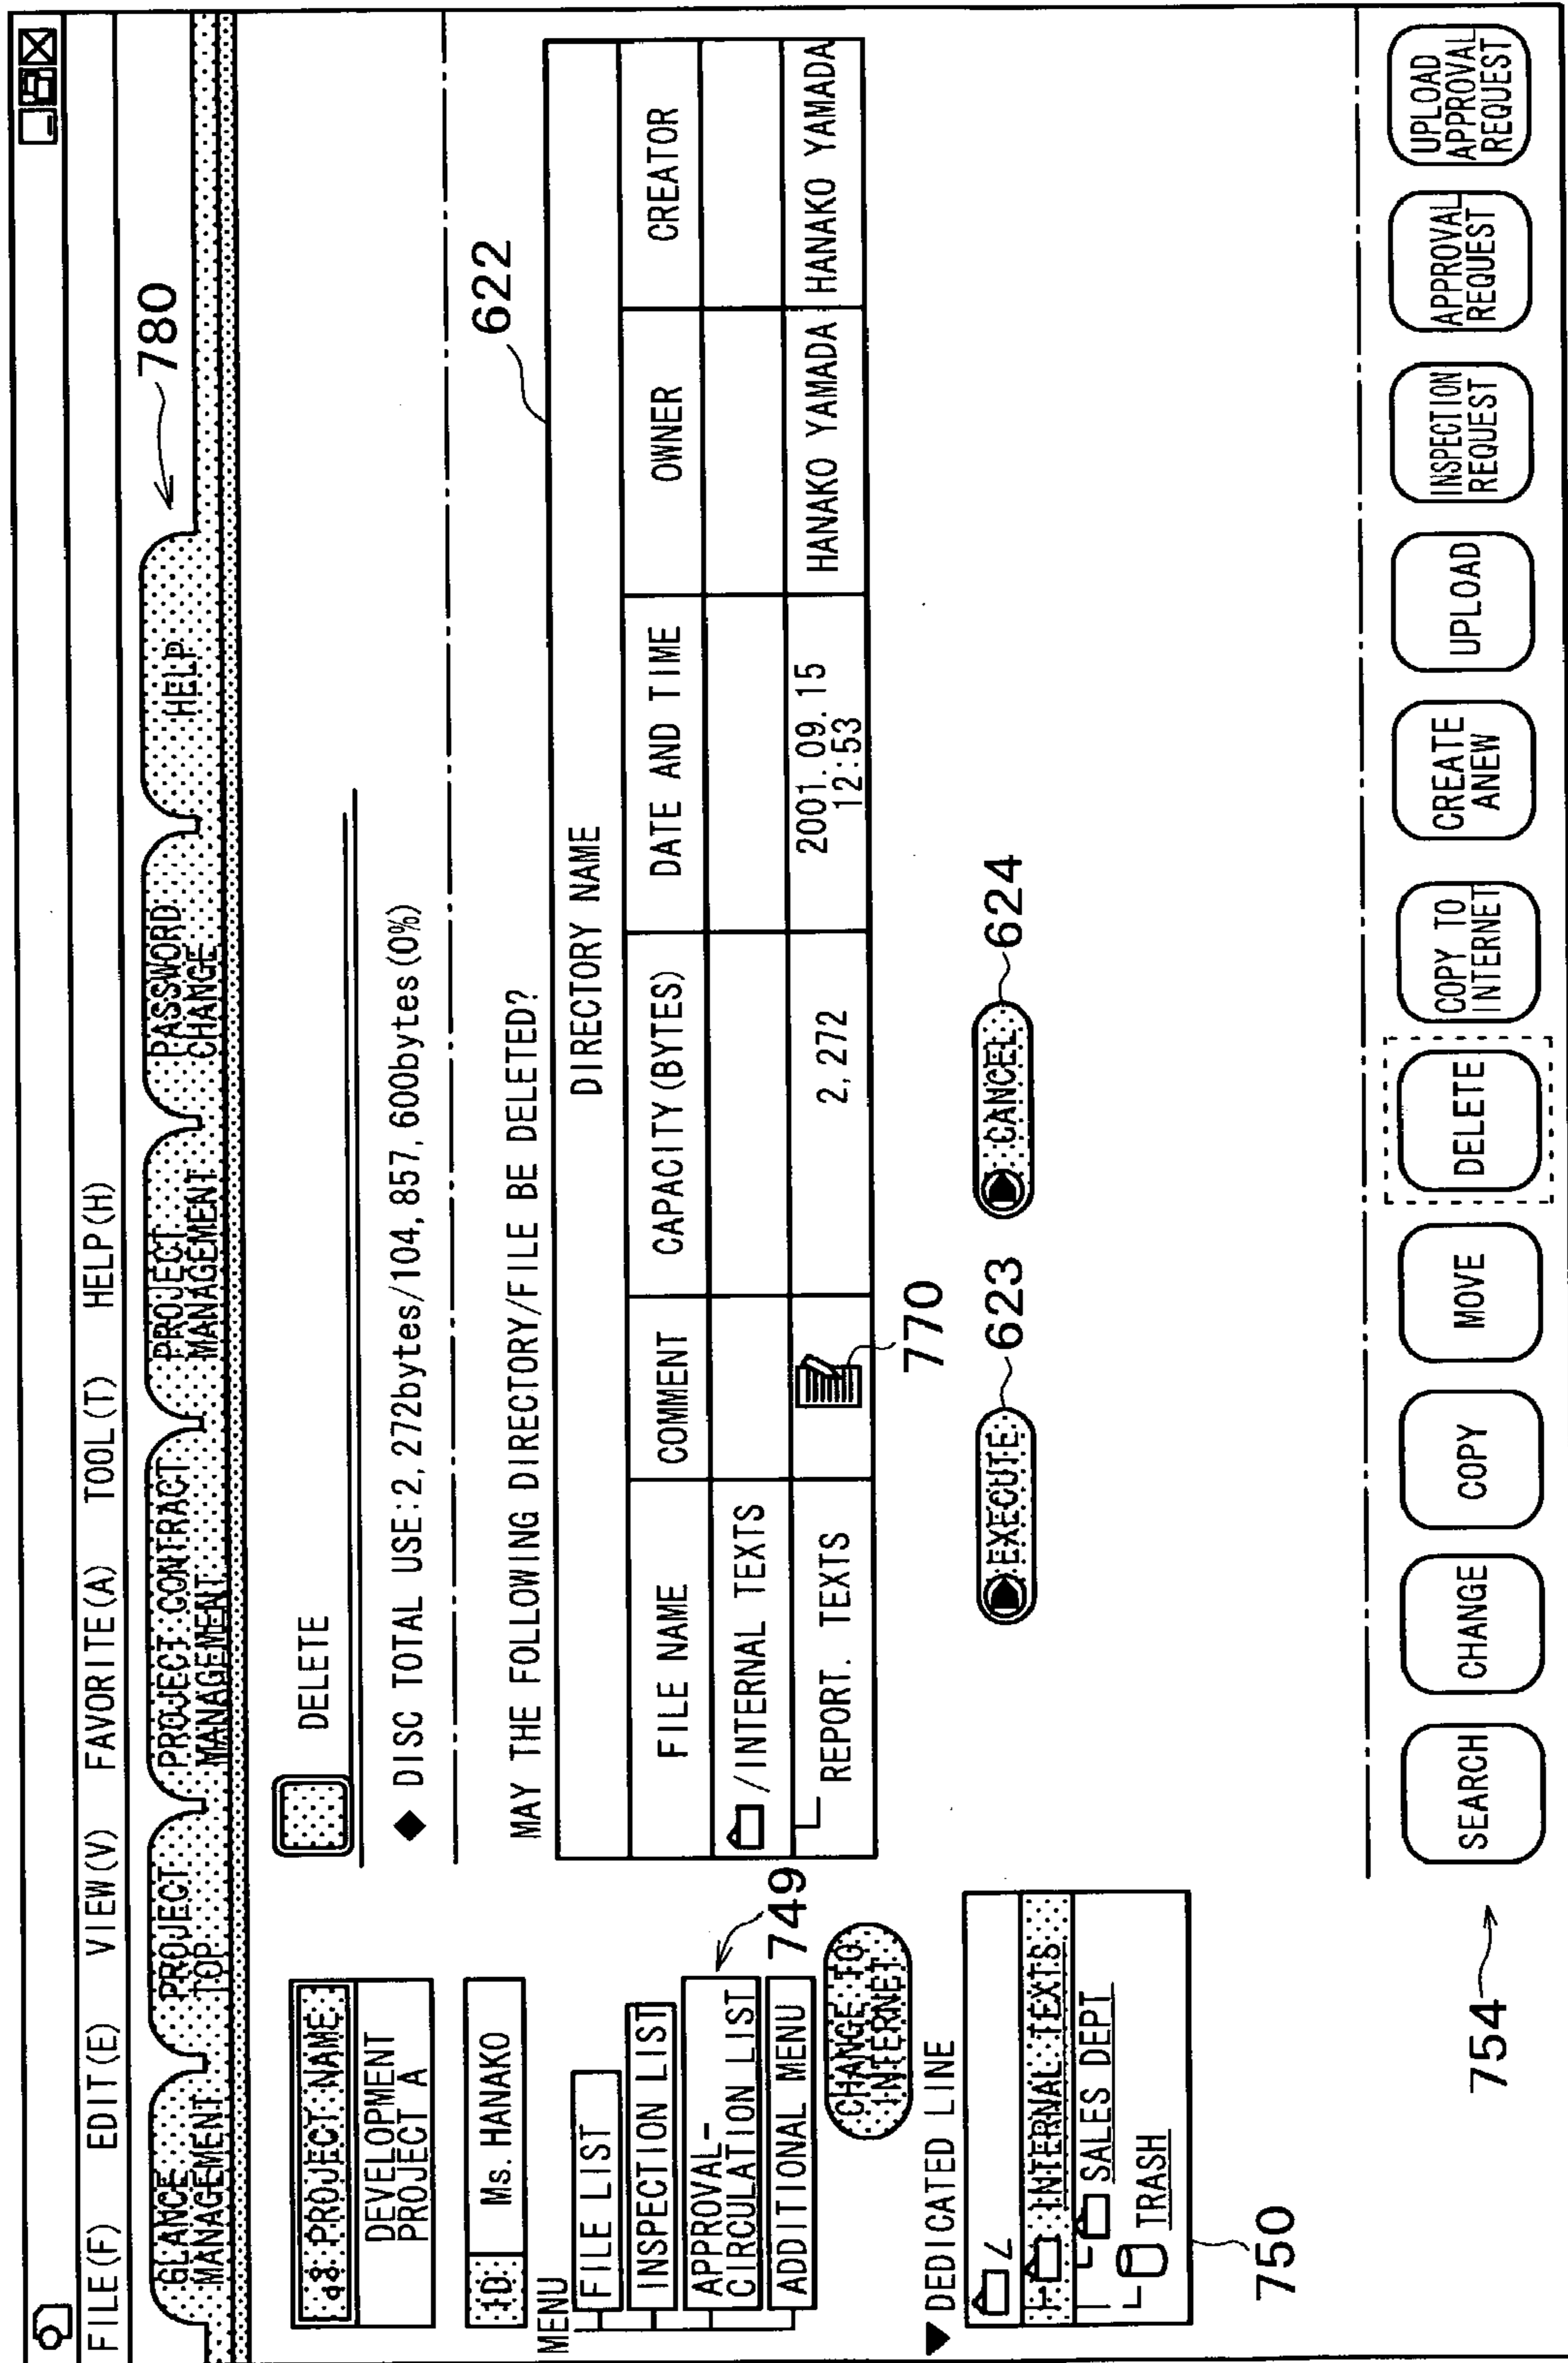 FILE(F) EDIT(E) VIEW(V) FAVORITE(A) TOOL(T) HELP(H)
GLANCE
MANAGEMENT
PROJECT
TOP
PROJECT CONTRACT
MANAGEMENT
PROJECT
MANAGEMENT
PASSWORD
CHANGE
HELP
780
PROJECT NAME
DEVELOPMENT
PROJECT A
ID Ms. HANAKO
MENU
FILE LIST
INSPECTION LIST
APPROVAL-
CIRCULATION LIST
ADDITIONAL MENU
749
CHANGE TO
INTERNET
▼ DEDICATED LINE
/
INTERNAL TEXTS
SALES DEPT
TRASH
750
DELETE
◆ DISC TOTAL USE:2,272bytes/104,857,600bytes(0%)
MAY THE FOLLOWING DIRECTORY/FILE BE DELETED?
622
DIRECTORY NAME
FILE NAME COMMENT CAPACITY(BYTES) DATE AND TIME OWNER CREATOR
/INTERNAL TEXTS
REPORT. TEXTS 2,272 2001.09.15 HANAKO YAMADA HANAKO YAMADA
12:53
770
EXECUTE 623 CANCEL 624
754
SEARCH
CHANGE
COPY
MOVE
DELETE
COPY TO
INTERNET
CREATE
ANEW
UPLOAD
INSPECTION
REQUEST
APPROVAL
REQUEST
UPLOAD
APPROVAL
REQUEST